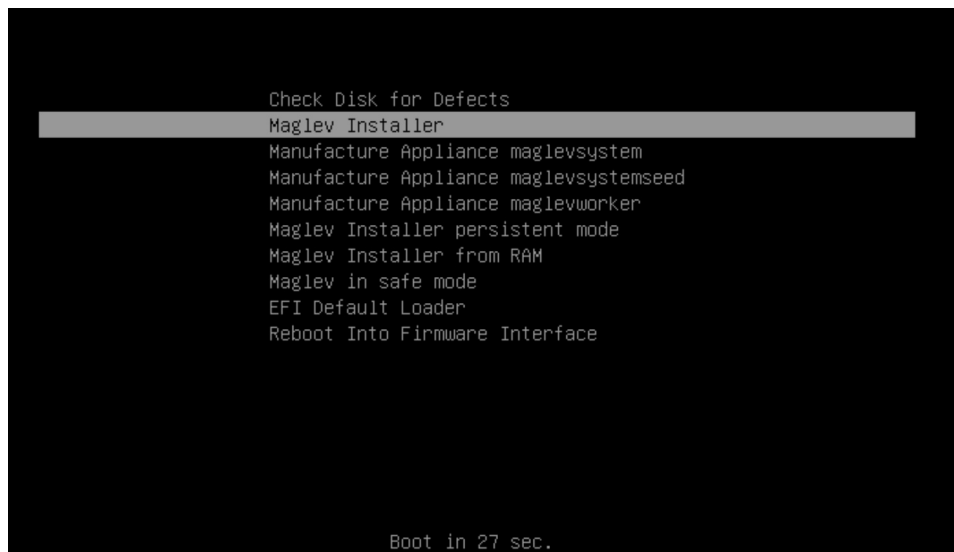 Check Disk for Defects
Maglev Installer
Manufacture Appliance maglevsystem
Manufacture Appliance maglevsystemseed
Manufacture Appliance maglevworker
Maglev Installer persistent mode
Maglev Installer from RAM
Maglev in safe mode
EFI Default Loader
Reboot Into Firmware Interface
Boot in 27 sec.